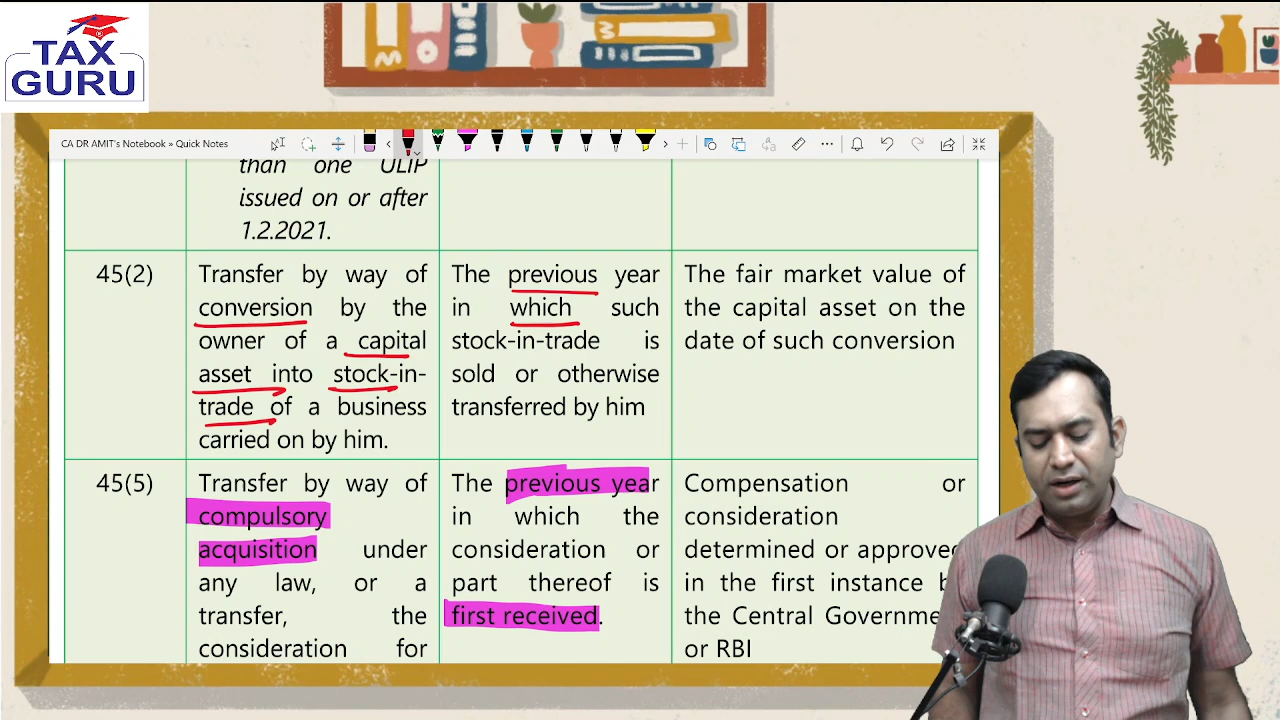 TAX
GURU
CA DR AMIT's Notebook » Quick Notes
than one ULIP
issued on or after
1.2.2021.
45(2)
Transfer by way of
conversion by the
owner of a capital
asset into stock-in-
trade of a business
carried on by him.
The previous year
in which such
stock-in-trade is
sold or otherwise
transferred by him
The fair market value of
the capital asset on the
date of such conversion
45(5)
Transfer by way of
compulsory
acquisition under
any law, or a
transfer, the
consideration for
The previous year
in which the
consideration or
part thereof is
first received.
Compensation or
consideration
determined or approved
in the first instance
the Central Governme
or RBI